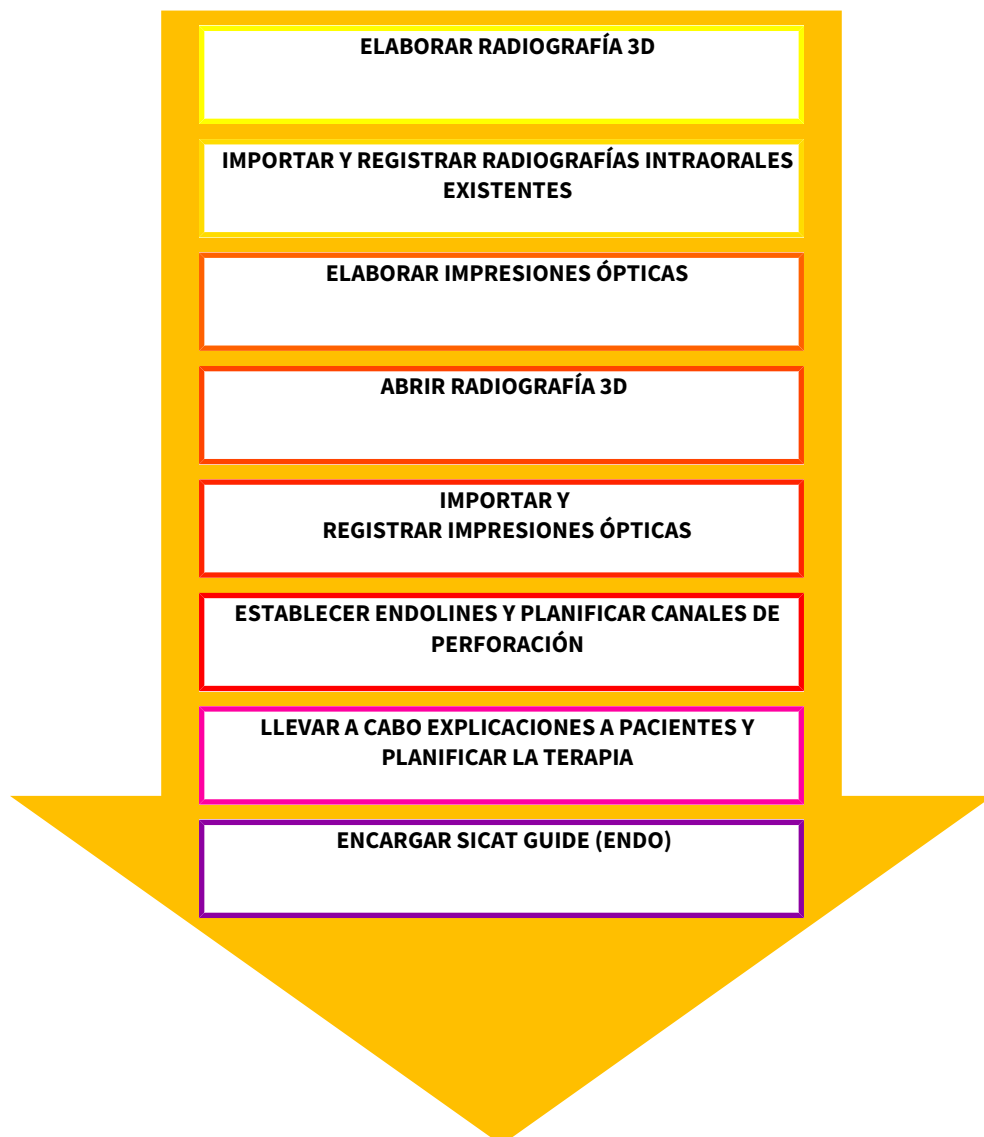 ELABORAR RADIOGRAFÍA 3D
IMPORTAR Y REGISTRAR RADIOGRAFÍAS INTRAORALES
EXISTENTES
ELABORAR IMPRESIONES ÓPTICAS
ABRIR RADIOGRAFÍA 3D
IMPORTAR Y
REGISTRAR IMPRESIONES ÓPTICAS
ESTABLECER ENDOLINES Y PLANIFICAR CANALES DE
PERFORACIÓN
LLEVAR A CABO EXPLICACIONES A PACIENTES Y
PLANIFICAR LA TERAPIA
ENCARGAR SICAT GUIDE (ENDO)